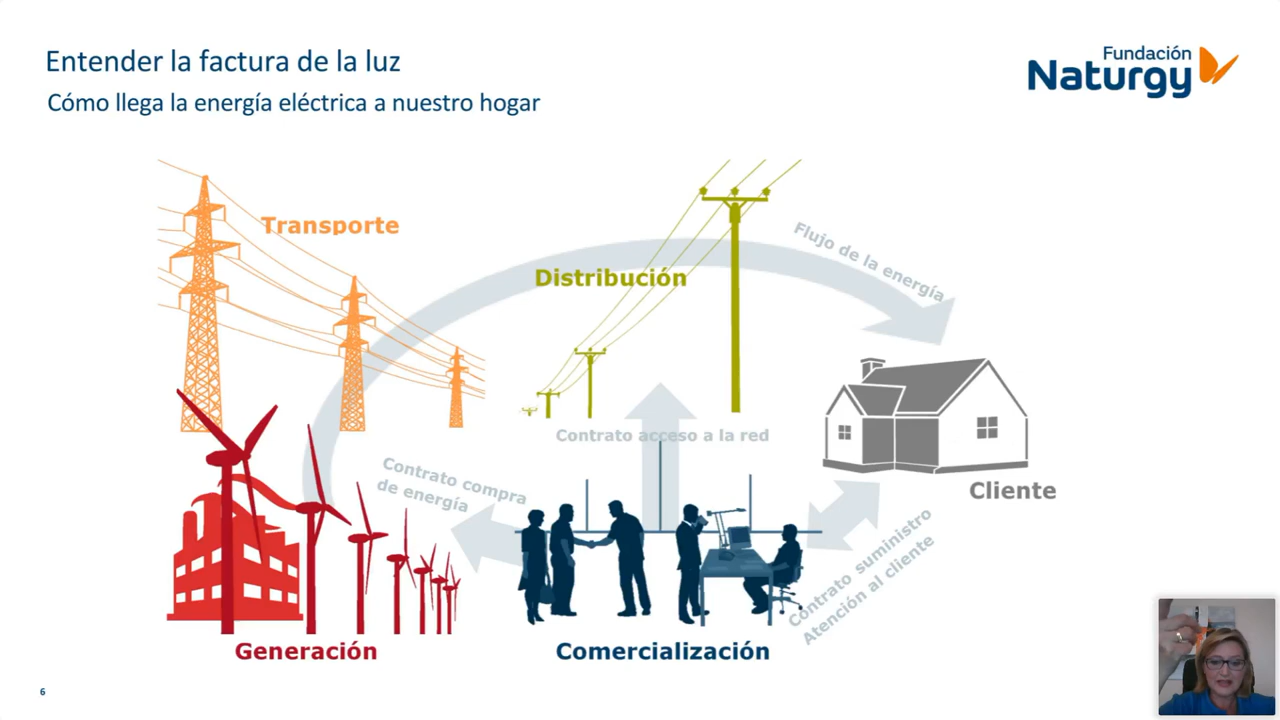 Entender la factura de la luz
Cómo llega la energía eléctrica a nuestro hogar
Fundación
Naturgy
Transporte
Distribución
Flujo de la energía
Contrato acceso a la red
Contrato compra
de energía
Cliente
Contrato suministro
Atención al cliente
Generación
Comercialización
6